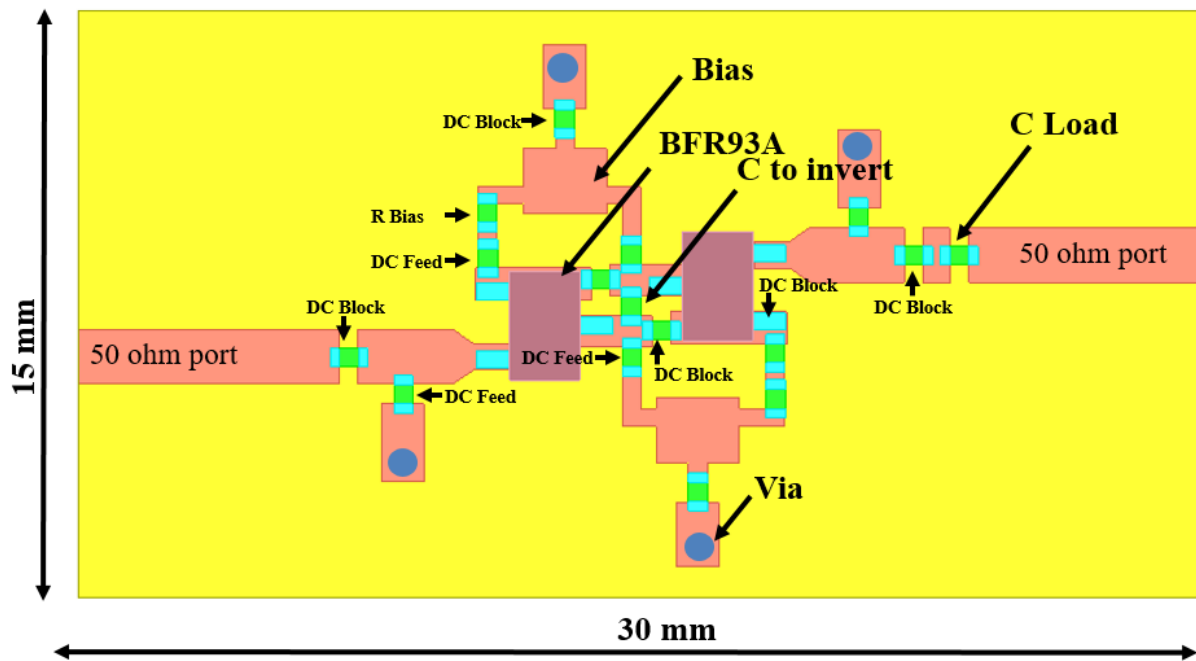 Bias
DC Block
BFR93A
C Load
C to invert
R Bias
DC Feed
50 ohm port
DC Block
DC Block
DC Block
50 ohm port
DC Feed
DC Block
DC Feed
Via
15 mm
30 mm